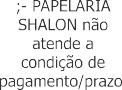 ;- PAPELARIA
SHALON não
atende a
condição de
pagamento/prazo